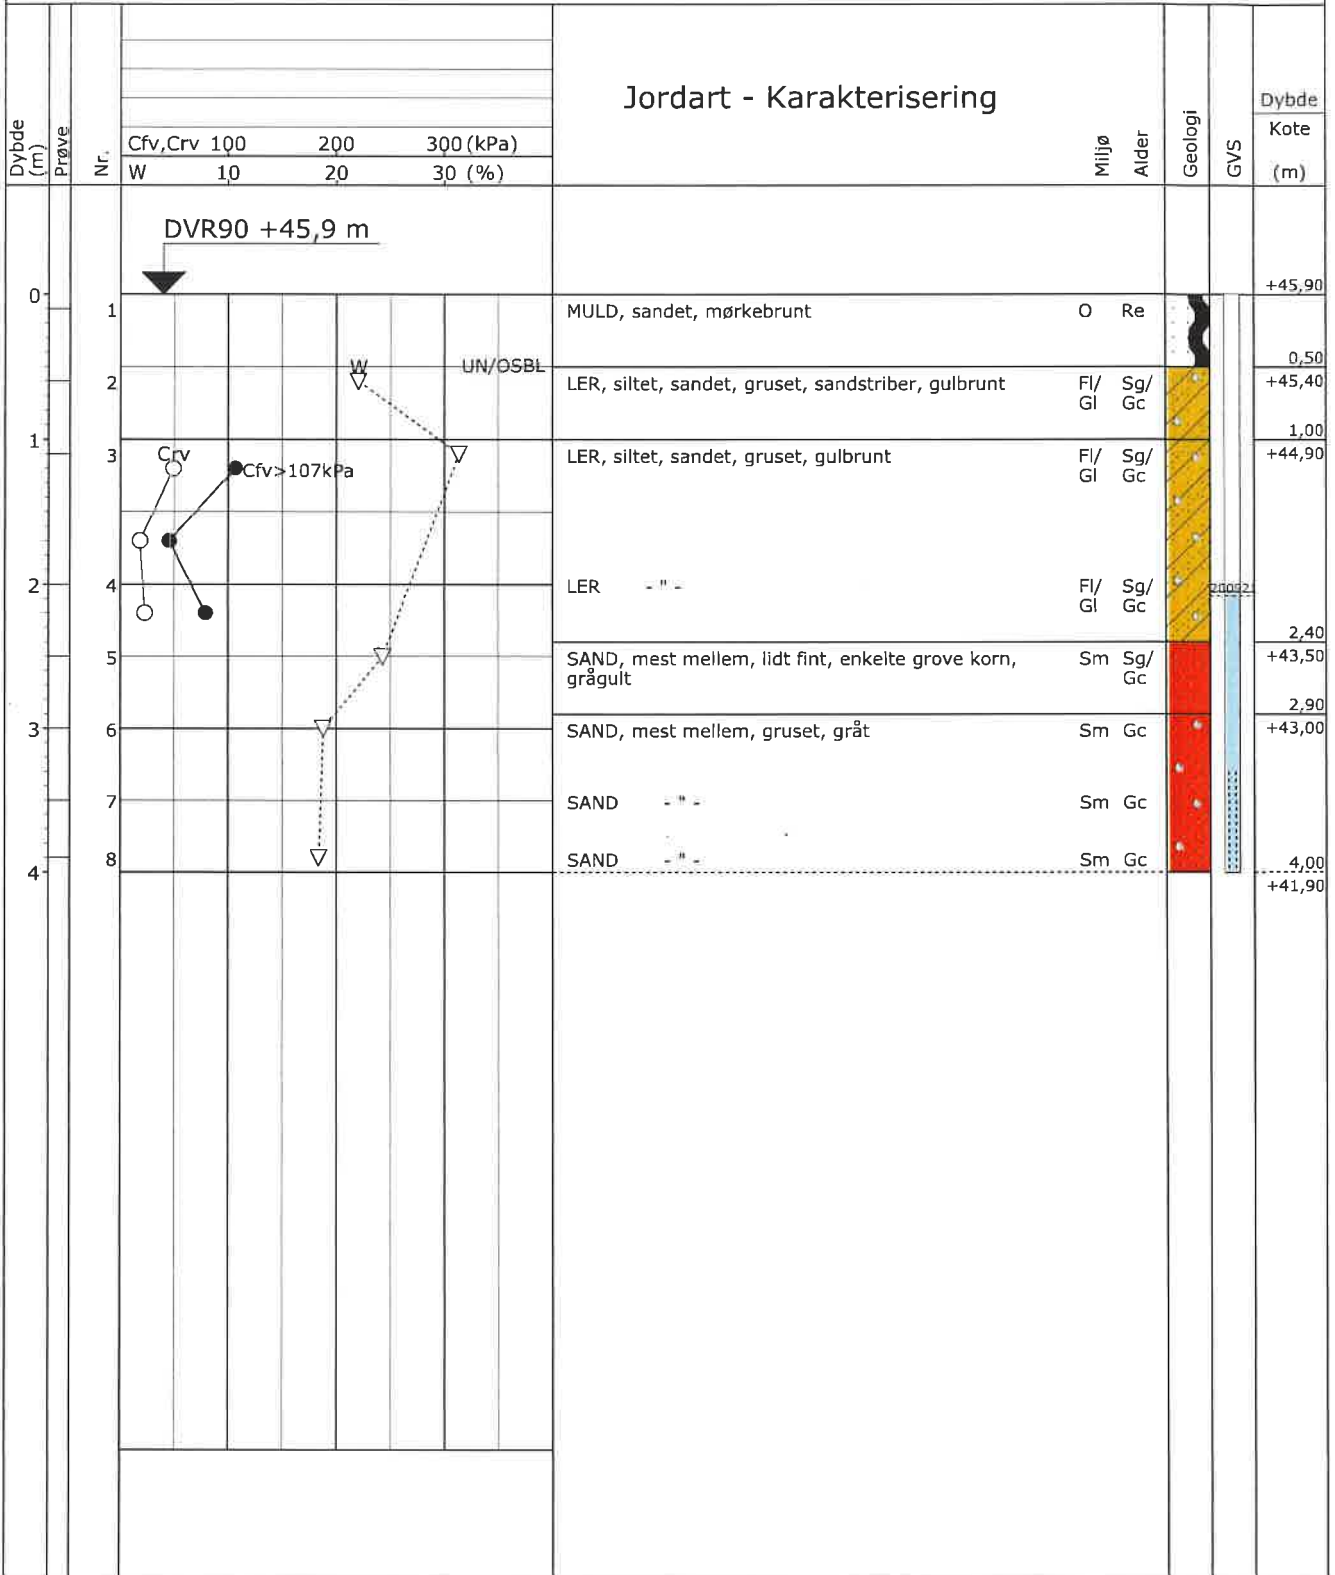 Jordart - Karakterisering
Dybde (m)
Prøve
Nr.
Cfv,Crv 100 200 300 (kPa)
W 10 20 30 (%)
Miljø
Alder
Geologi
GVS
Dybde
Kote
(m)
DVR90 +45,9 m
+45,90
0
1 MULD, sandet, mørkebrunt O Re
0,50
W UN/OSBL
2 LER, siltet, sandet, gruset, sandstriber, gulbrunt Fl/ Sg/ +45,40
Gl Gc
1,00
1
3 LER, siltet, sandet, gruset, gulbrunt Fl/ Sg/ +44,90
Gl Gc
Crv
Cfv>107kPa
2 4 LER - " - Fl/ Sg/
Gl Gc
2,40
5 SAND, mest mellem, lidt fint, enkelte grove korn, Sm Sg/ +43,50
grågult Gc
2,90
3 6 SAND, mest mellem, gruset, gråt Sm Gc +43,00
7 SAND - " - Sm Gc
8 SAND - " - Sm Gc 4,00
4
+41,90